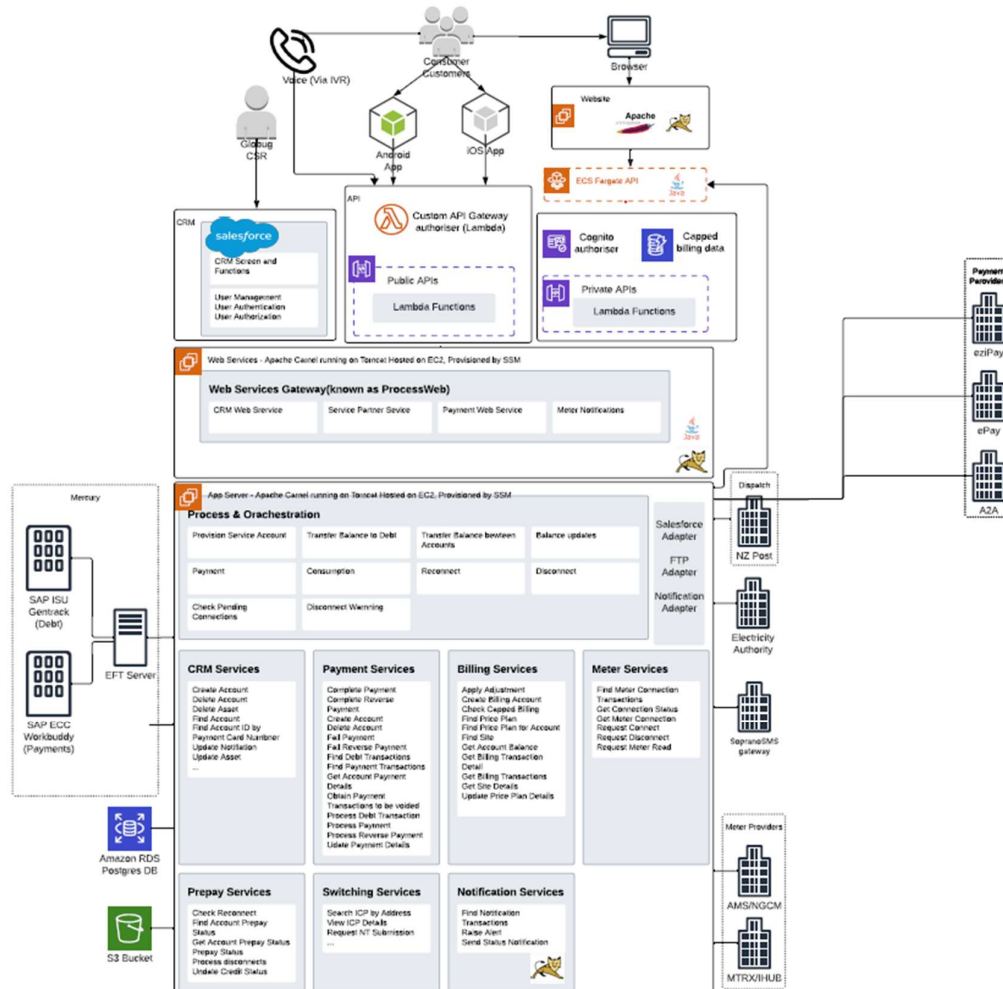 Voice (Via IVR)
Consumer
Customers
Browser
Globug
CSR
Android
App
iOS App
Website
Apache
ECS Fargate API
Java
CRM
salesforce
CRM Screen and
Functions
User Management
User Authentication
User Authorization
API
Custom API Gateway
authoriser (Lambda)
Public APIs
Lambda Functions
Cognito
authoriser
Capped
billing data
Private APIs
Lambda Functions
Payment
Parovider
eziPay
ePay
A2A
Web Services - Apache Camel running on Tomcat Hosted on EC2, Provisioned by SSM
Web Services Gateway(known as ProcessWeb)
CRM Web Srervice
Service Partner Sevice
Payment Web Service
Meter Notifications
Java
App Server - Apache Camel running on Tomcat Hosted on EC2, Provisioned by SSM
Process & Orachestration
Provision Service Account
Transfer Balance to Debt
Transfer Balance bewteen
Accounts
Balance updates
Payment
Consumption
Reconnect
Disconnect
Check Pending
Connections
Disconnect Warnning
Salesforce
Adapter
FTP
Adapter
Notification
Adapter
Dispatch
NZ Post
Electricity
Authority
SopranoSMS
gateway
Mercury
SAP ISU
Gentrack
(Debt)
EFT Server
SAP ECC
Workbuddy
(Payments)
CRM Services
Create Account
Delete Account
Delete Asset
Find Account
Find Account ID by
Payment Card Numbner
Update Notifiation
Update Asset
...
Payment Services
Complete Payment
Complete Reverse
Payment
Create Account
Delete Account
Fail Payment
Fail Reverse Payment
Find Debt Transactions
Find Payment Transactions
Get Account Payment
Details
Obtain Payment
Transactions to be voided
Process Debt Transaction
Process Payment
Process Reverse Payment
Udate Payment Details
Billing Services
Apply Adjustment
Create Billing Account
Check Capped Billing
Find Price Plan
Find Price Plan for Account
Find Site
Get Account Balance
Get Billing Transaction
Detail
Get Billing Transactions
Get Site Details
Update Price Plan Details
Meter Services
Find Meter Connection
Transactions
Get Connection Status
Get Meter Connection
Request Connect
Request Disconnect
Request Meter Read
Amazon RDS
Postgres DB
S3 Bucket
Prepay Services
Check Reconnect
Find Account Prepay
Status
Get Account Prepay Status
Prepay Status
Process disconnects
Undate Credit Status
Switching Services
Search ICP by Address
View ICP Details
Request NT Submission
...
Notification Services
Find Notification
Transactions
Raise Alert
Send Status Notification
Meter Providers
AMS/NGCM
MTRX/IHUB